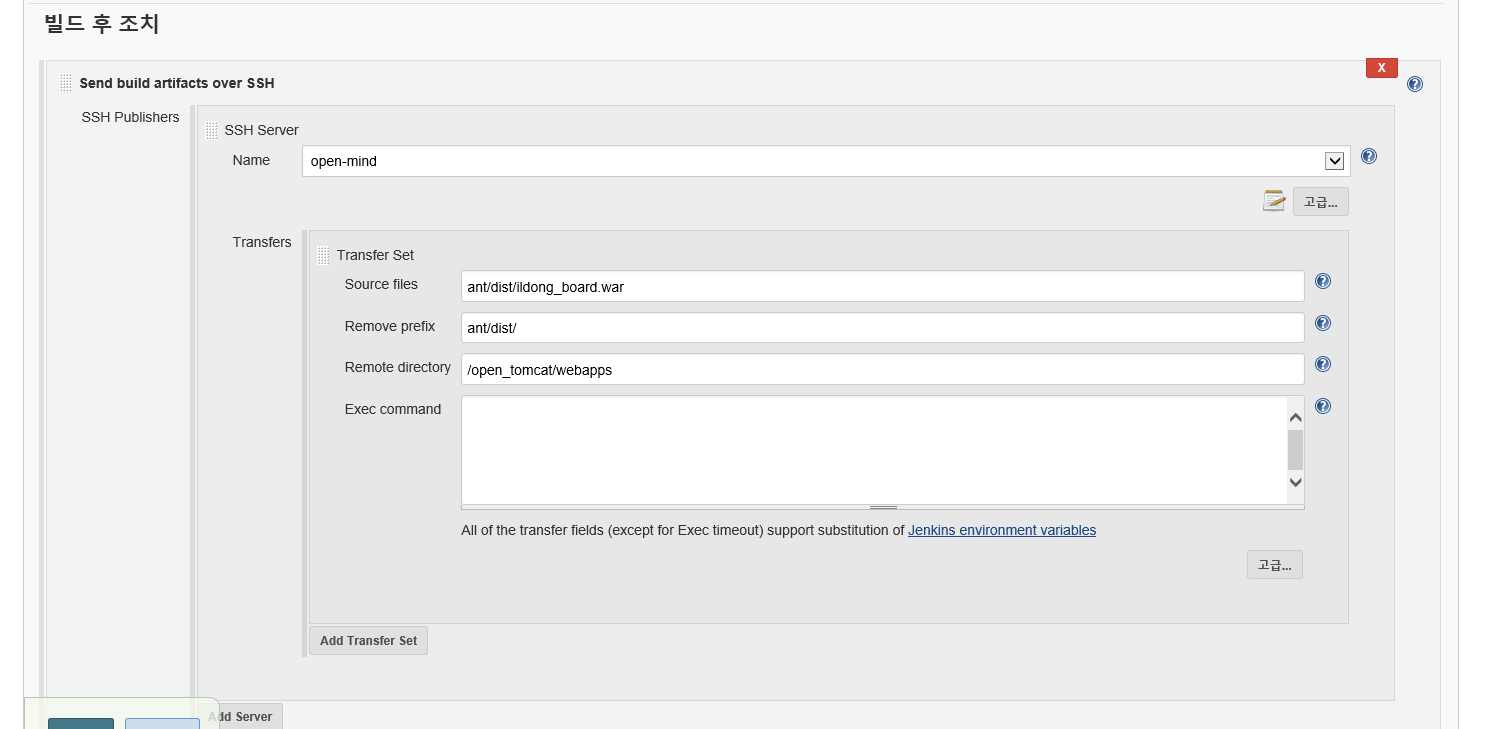 빌드 후 조치
X
Send build artifacts over SSH
SSH Publishers
SSH Server
Name
open-mind
고급...
Transfers
Transfer Set
Source files
ant/dist/ildong_board.war
Remove prefix
ant/dist/
Remote directory
/open_tomcat/webapps
Exec command
All of the transfer fields (except for Exec timeout) support substitution of Jenkins environment variables
고급...
Add Transfer Set
Add Server